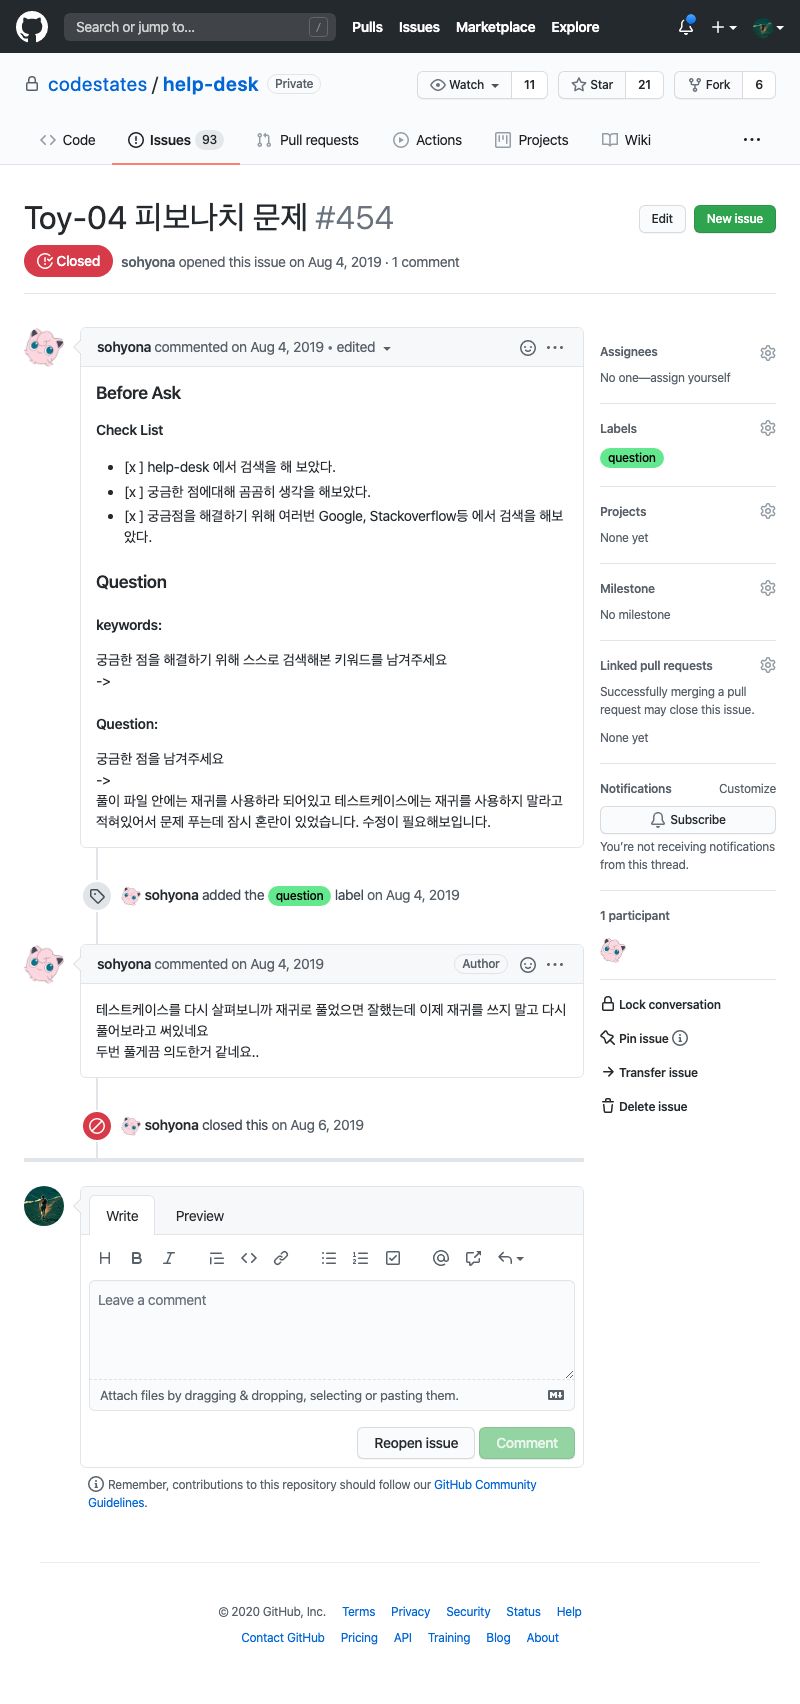 Search or jump to... /
Pulls Issues Marketplace Explore
codestates / help-desk Private
Watch 11 Star 21 Fork 6
Code Issues 93 Pull requests Actions Projects Wiki ...
Toy-04 피보나치 문제 #454
Edit New issue
Closed sohyona opened this issue on Aug 4, 2019 · 1 comment
sohyona commented on Aug 4, 2019 • edited
Before Ask
Check List
• [x ] help-desk 에서 검색을 해 보았다.
• [x ] 궁금한 점에대해 곰곰히 생각을 해보았다.
• [x ] 궁금점을 해결하기 위해 여러번 Google, Stackoverflow등 에서 검색을 해보
았다.
Question
keywords:
궁금한 점을 해결하기 위해 스스로 검색해본 키워드를 남겨주세요
->
Question:
궁금한 점을 남겨주세요
->
풀이 파일 안에는 재귀를 사용하라 되어있고 테스트케이스에는 재귀를 사용하지 말라고
적혀있어서 문제 푸는데 잠시 혼란이 있었습니다. 수정이 필요해보입니다.
sohyona added the question label on Aug 4, 2019
sohyona commented on Aug 4, 2019 Author
테스트케이스를 다시 살펴보니까 재귀로 풀었으면 잘했는데 이제 재귀를 쓰지 말고 다시
풀어보라고 써있네요
두번 풀게끔 의도한거 같네요..
sohyona closed this on Aug 6, 2019
Write Preview
H B I
Leave a comment
Attach files by dragging & dropping, selecting or pasting them.
Reopen issue Comment
Remember, contributions to this repository should follow our GitHub Community
Guidelines.
Assignees
No one—assign yourself
Labels
question
Projects
None yet
Milestone
No milestone
Linked pull requests
Successfully merging a pull
request may close this issue.
None yet
Notifications Customize
Subscribe
You're not receiving notifications
from this thread.
1 participant
Lock conversation
Pin issue
Transfer issue
Delete issue
© 2020 GitHub, Inc. Terms Privacy Security Status Help
Contact GitHub Pricing API Training Blog About